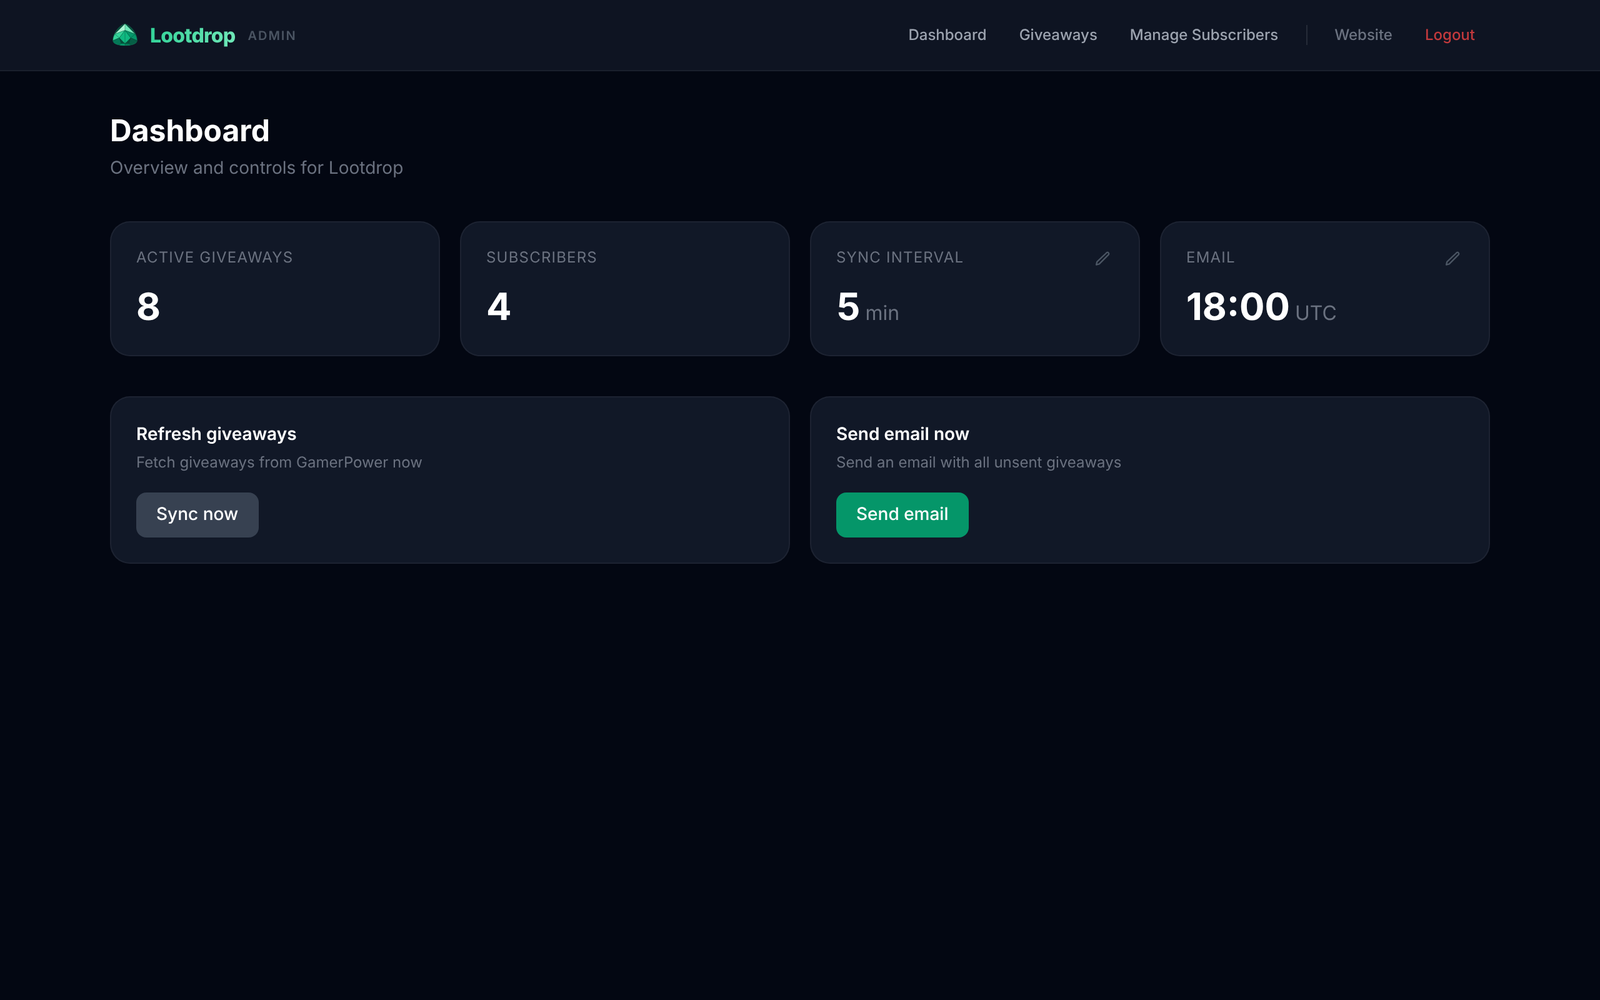 Lootdrop ADMIN Dashboard Giveaways Manage Subscribers Website Logout
Dashboard
Overview and controls for Lootdrop
ACTIVE GIVEAWAYS
8
SUBSCRIBERS
4
SYNC INTERVAL
5 min
EMAIL
18:00 UTC
Refresh giveaways
Fetch giveaways from GamerPower now
Sync now
Send email now
Send an email with all unsent giveaways
Send email